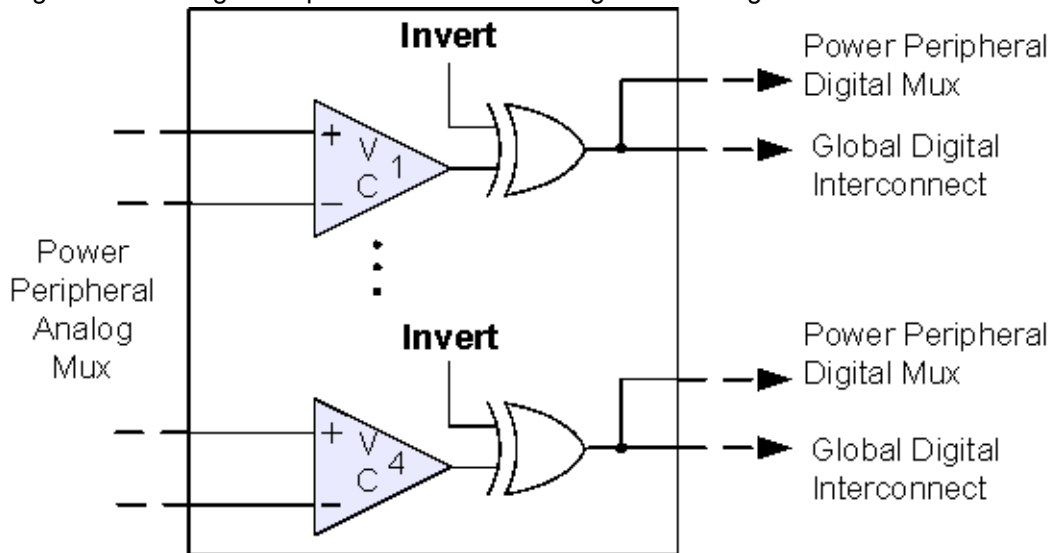 Invert
Power Peripheral
Digital Mux
+
V
C
1
−
Global Digital
Interconnect
Power
Peripheral
Analog
Mux
Invert
Power Peripheral
Digital Mux
+
V
C
4
−
Global Digital
Interconnect